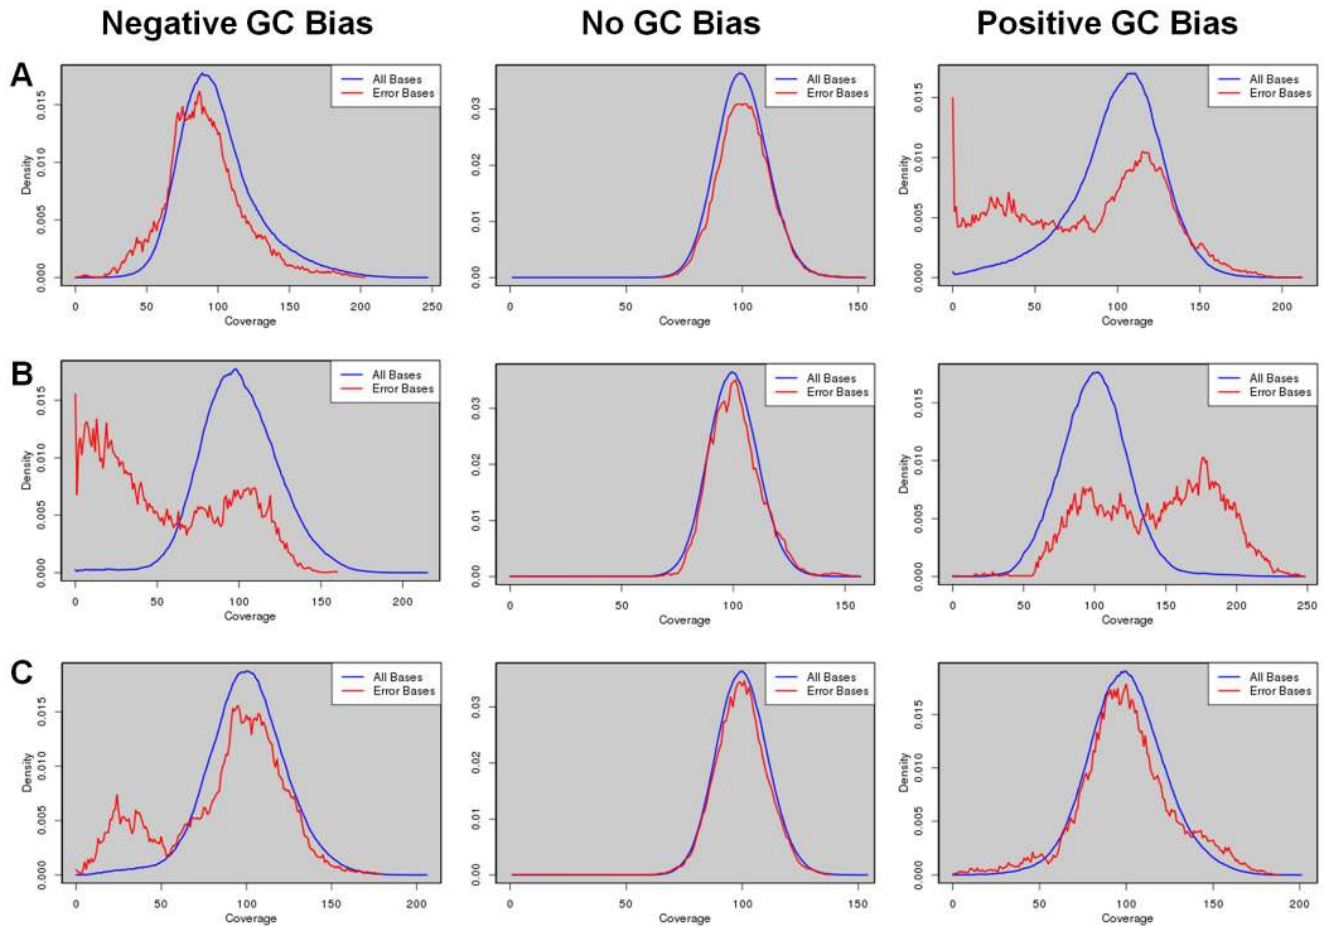 Negative GC Bias
No GC Bias
Positive GC Bias
A
All Bases
Error Bases
Density
0.000 0.005 0.010 0.015
0 50 100 150 200 250
Coverage
All Bases
Error Bases
Density
0.00 0.01 0.02 0.03
0 50 100 150
Coverage
All Bases
Error Bases
Density
0.000 0.005 0.010 0.015
0 50 100 150 200
Coverage
B
All Bases
Error Bases
Density
0.000 0.005 0.010 0.015
0 50 100 150 200
Coverage
All Bases
Error Bases
Density
0.00 0.01 0.02 0.03
0 50 100 150
Coverage
All Bases
Error Bases
Density
0.000 0.005 0.010 0.015
0 50 100 150 200 250
Coverage
C
All Bases
Error Bases
Density
0.000 0.005 0.010 0.015
0 50 100 150 200
Coverage
All Bases
Error Bases
Density
0.00 0.01 0.02 0.03
0 50 100 150
Coverage
All Bases
Error Bases
Density
0.000 0.005 0.010 0.015
0 50 100 150 200
Coverage